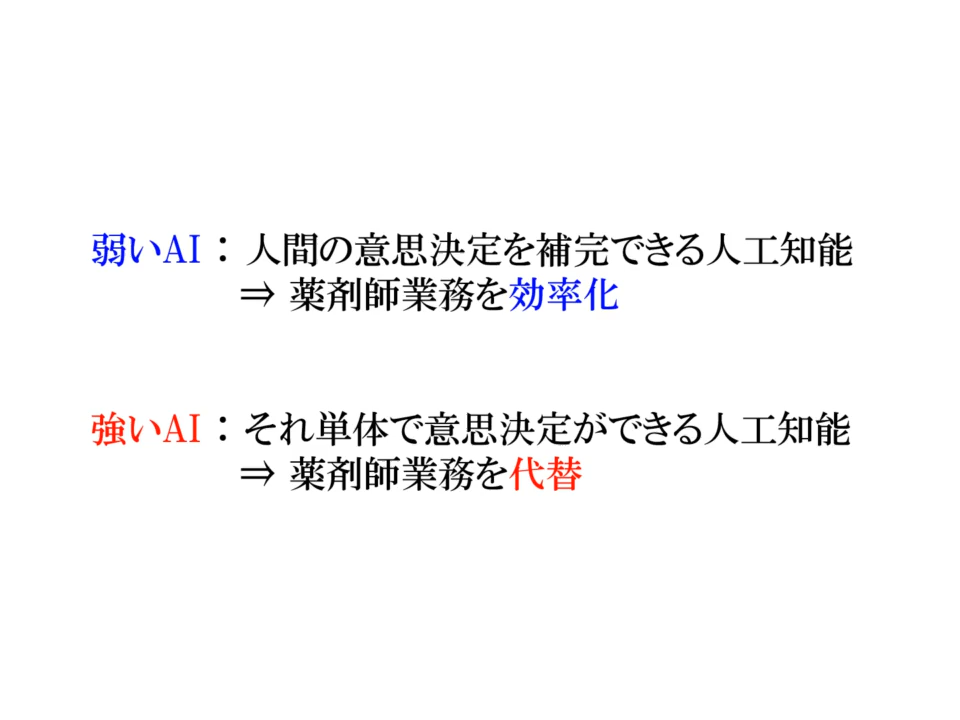 弱いAI：人間の意思決定を補完できる人工知能
⇒ 薬剤師業務を効率化
強いAI：それ単体で意思決定ができる人工知能
⇒ 薬剤師業務を代替